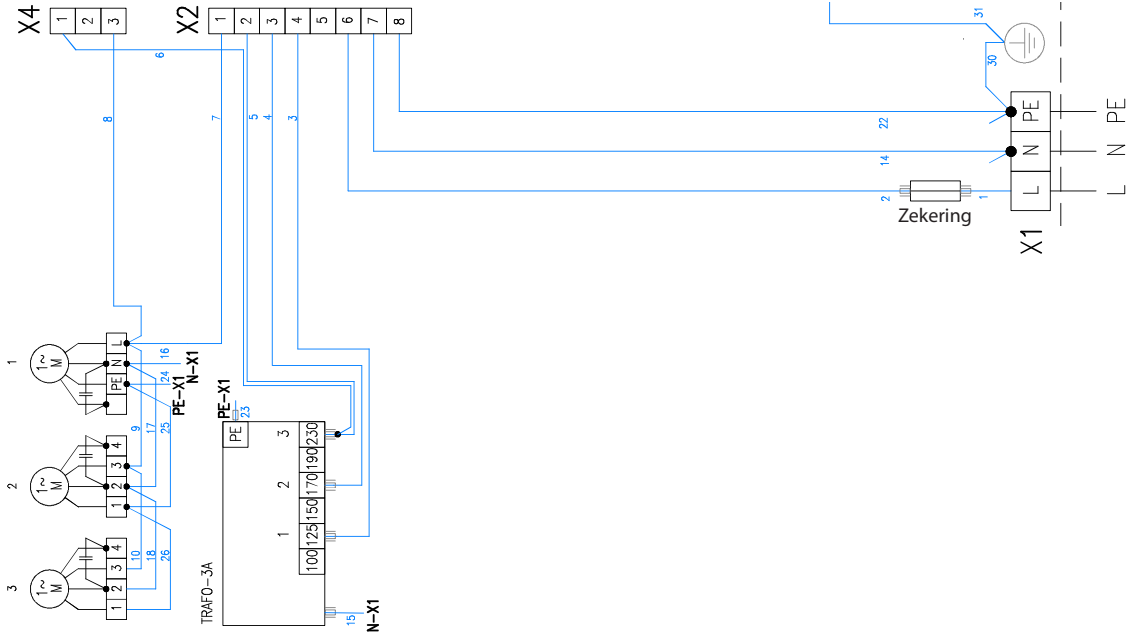 X4
1
2
3
X2
1
2
3
4
5
6
7
8
31
30
6
8
7
5
4
3
22
14
2
1
Zekering
PE
N
L
PE
N
L
X1
1
1~
M
L
N
PE
16
24
N-X1
PE-X1
9
17
25
2
1~
M
4
3
2
1
10
18
26
3
1~
M
4
3
2
1
PE-X1
23
PE
TRAFO-3A
3
2
1
230
190
170
150
125
100
15
N-X1